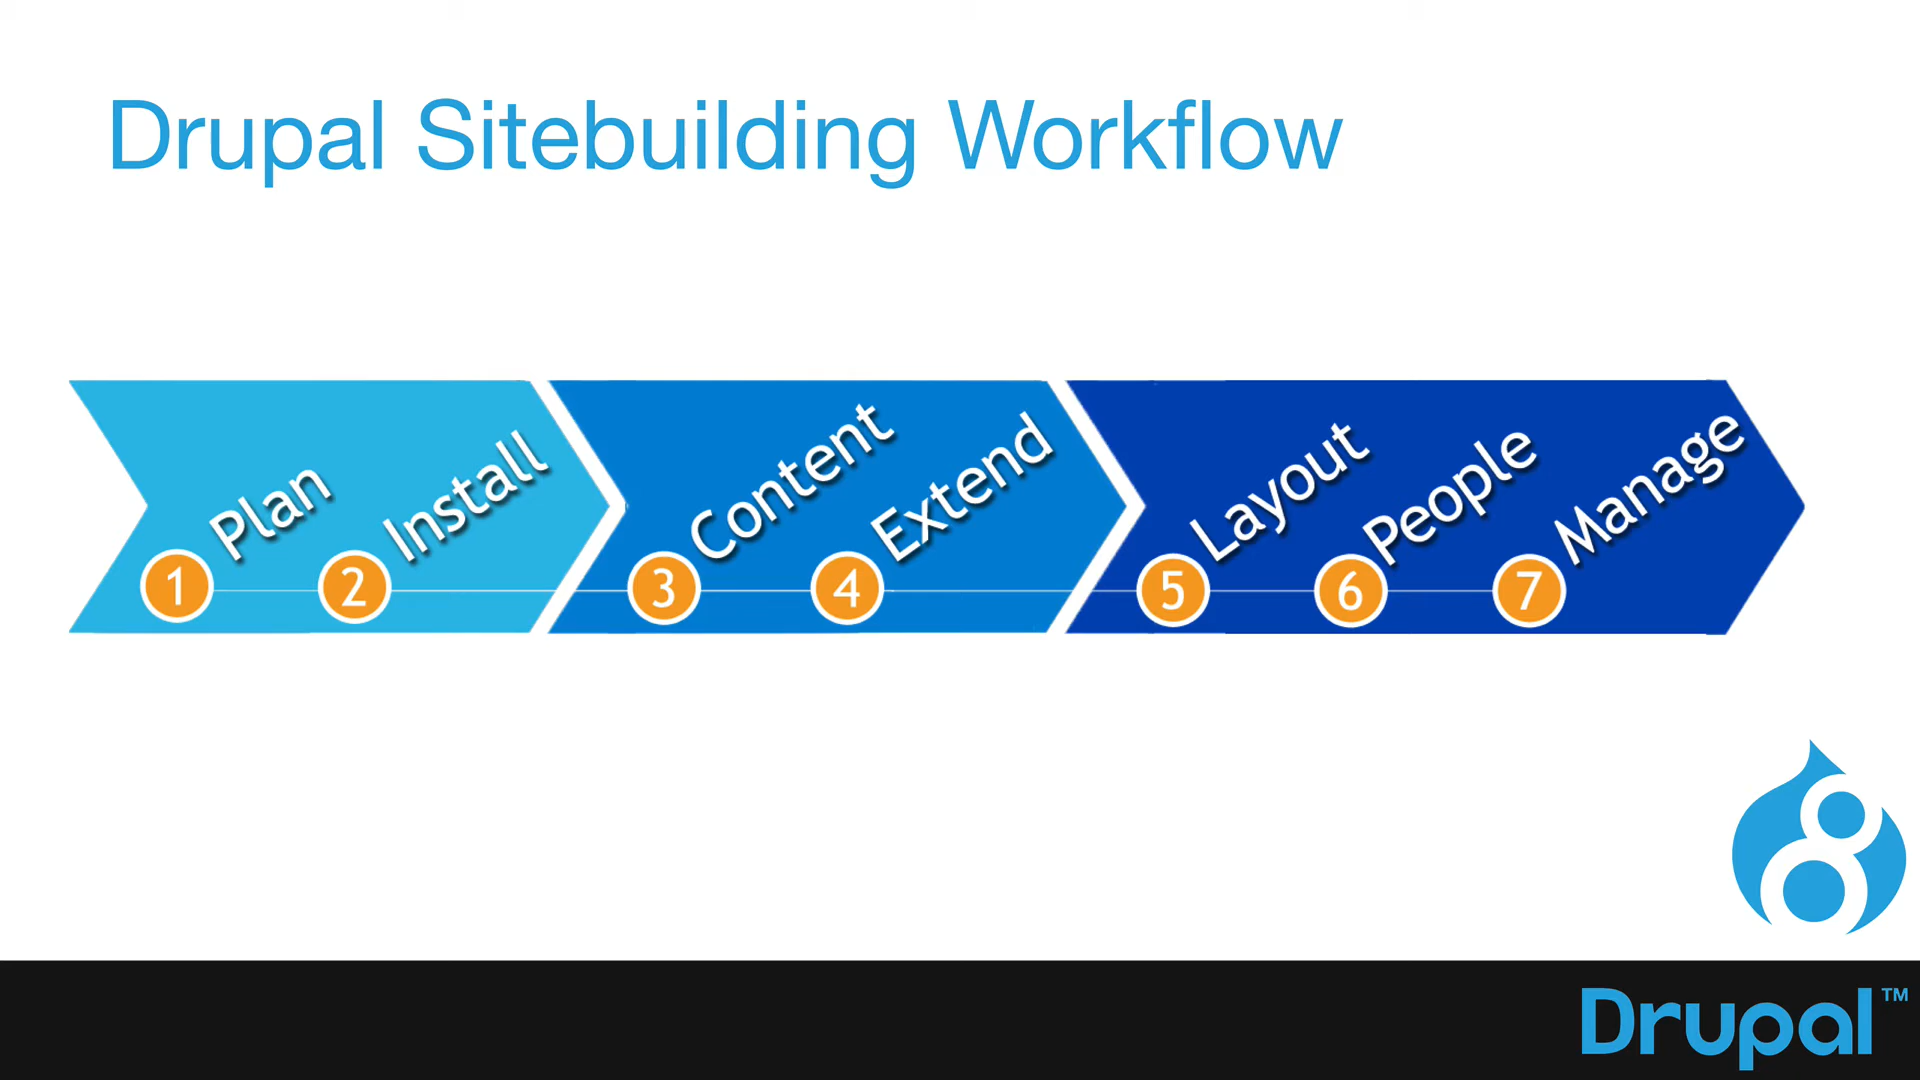 Drupal Sitebuilding Workflow
1 Plan
2 Install
3 Content
4 Extend
5 Layout
6 People
7 Manage
8
Drupal™